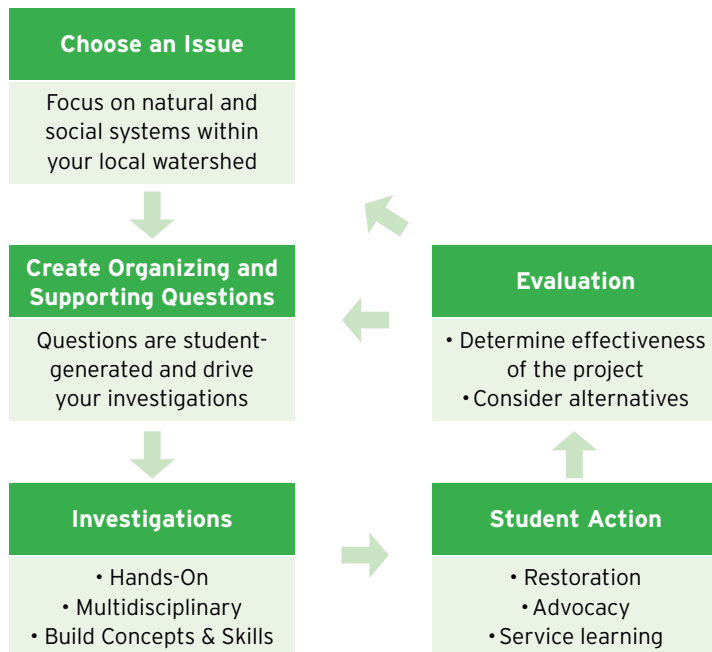 Choose an Issue
Focus on natural and
social systems within
your local watershed
Create Organizing and
Supporting Questions
Questions are student-
generated and drive
your investigations
Investigations
• Hands-On
• Multidisciplinary
• Build Concepts & Skills
Student Action
• Restoration
• Advocacy
• Service learning
Evaluation
• Determine effectiveness
of the project
• Consider alternatives